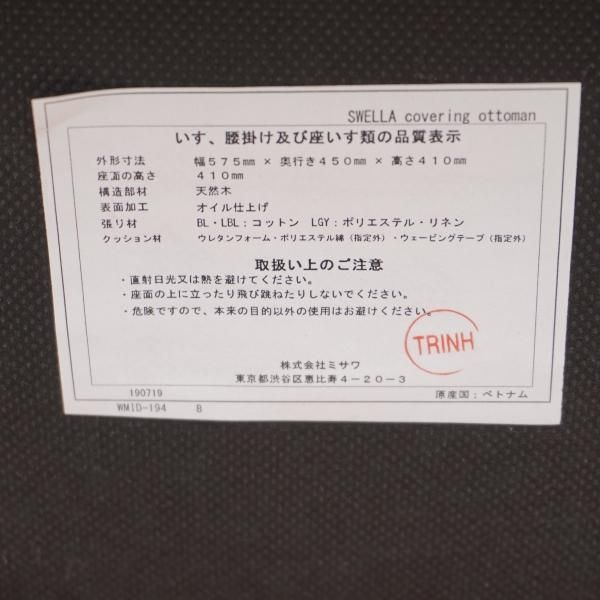 SWELLA covering ottoman
いす、腰掛け及び座いす類の品質表示
外形寸法 幅575mm × 奥行き450mm × 高さ410mm
座面の高さ 410mm
構造部材 天然木
表面加工 オイル仕上げ
張り材 BL・LBL：コットン LGY：ポリエステル・リネン
クッション材 ウレタンフォーム・ポリエステル綿（指定外）・ウェービングテープ（指定外）
取扱い上のご注意
・直射日光又は熱を避けてください。
・座面の上に立ったり飛び跳ねたりしないでください。
・危険ですので、本来の目的以外の使用はお避けください。
TRINH
株式会社ミサワ
東京都渋谷区恵比寿4－20－3
190719 原産国：ベトナム
WMID-194 B